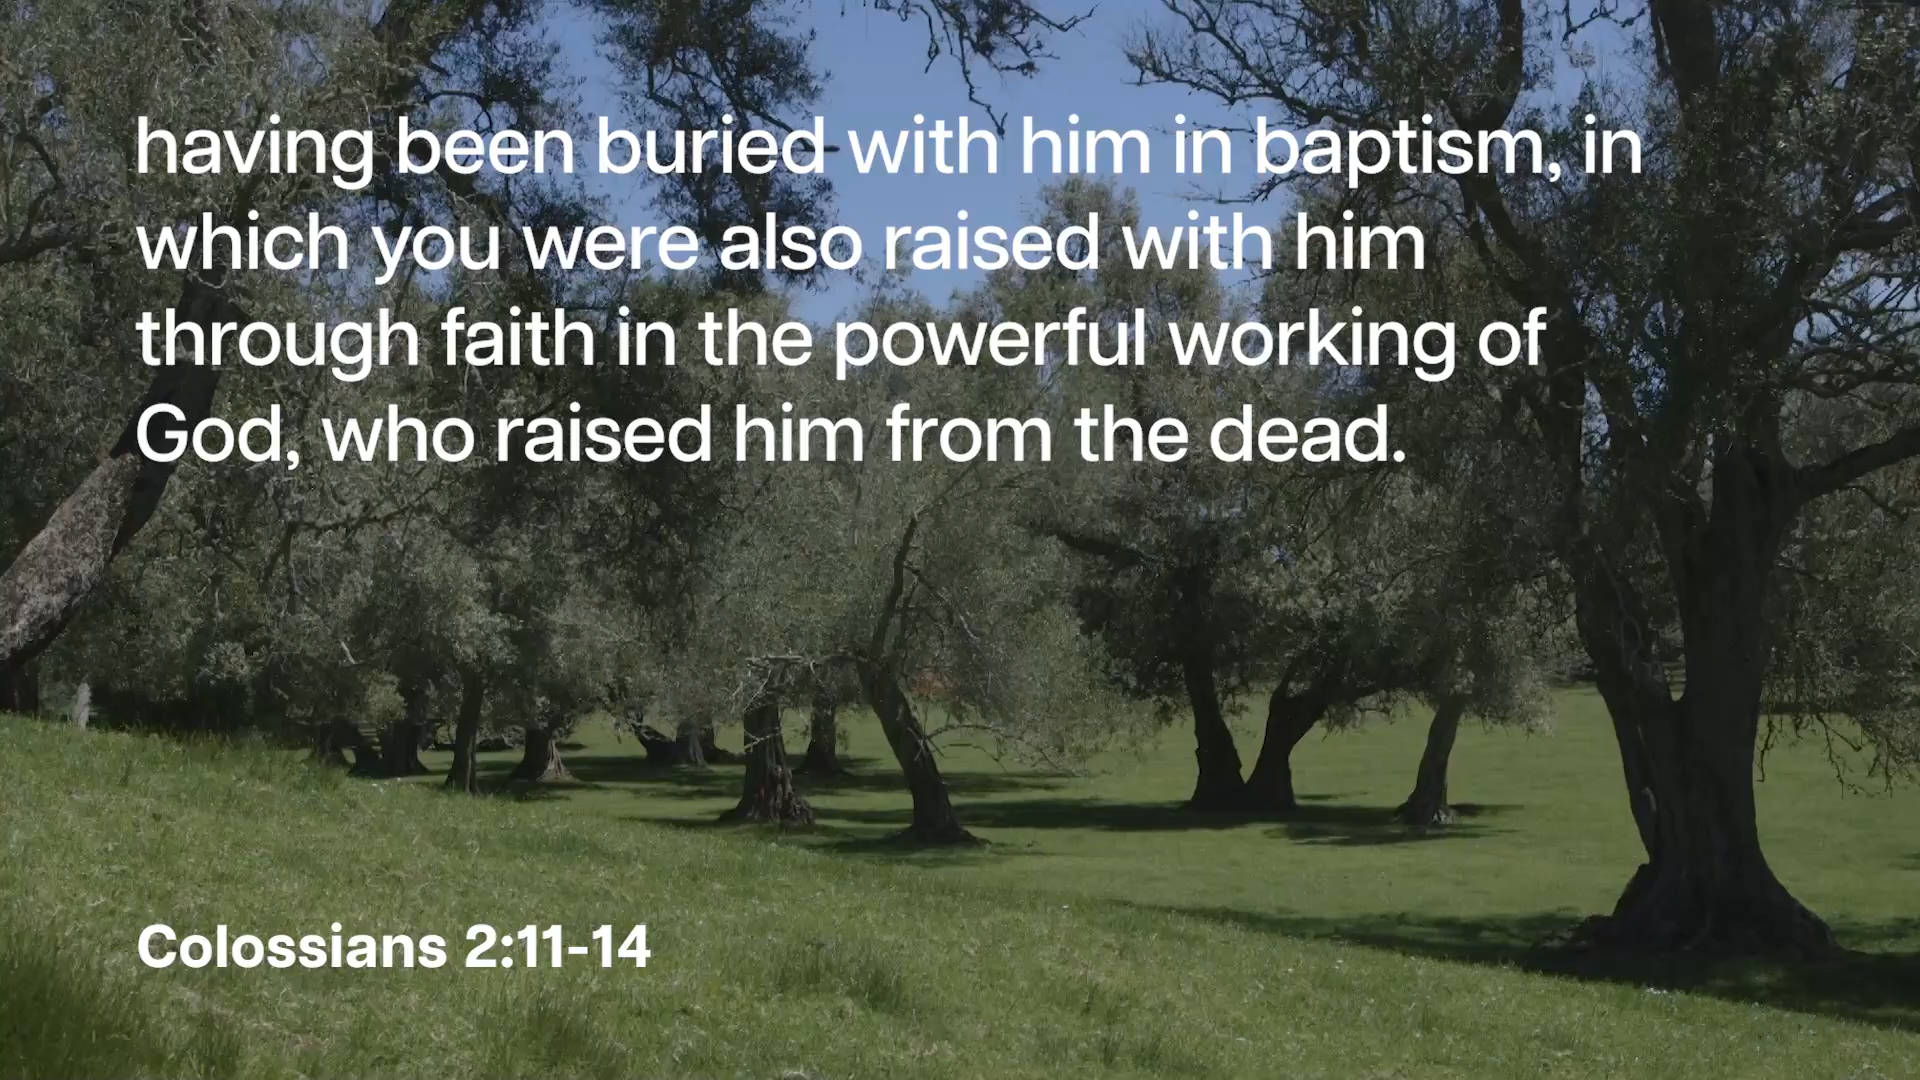 having been buried with him in baptism, in
which you were also raised with him
through faith in the powerful working of
God, who raised him from the dead.
Colossians 2:11-14